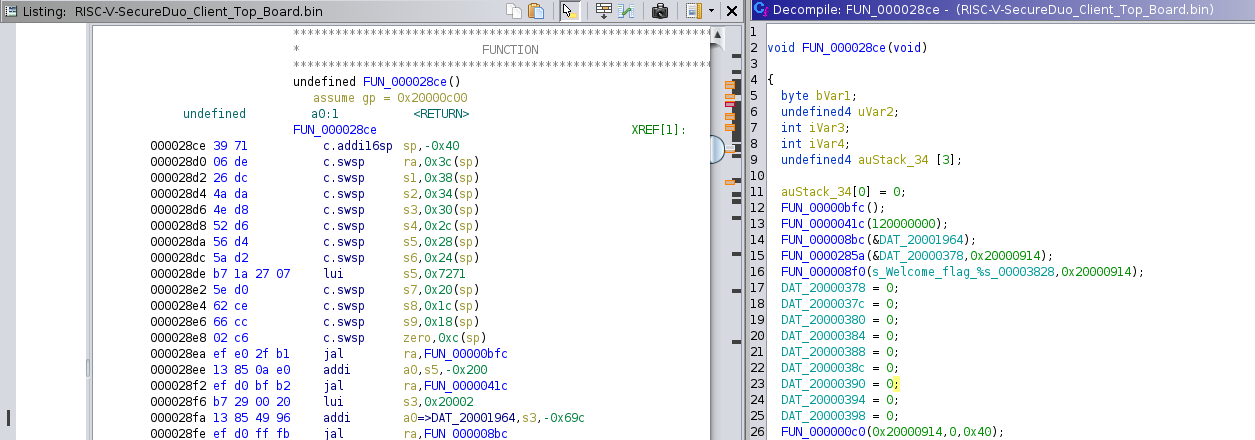 Listing: RISC-V-SecureDuo_Client_Top_Board.bin
* FUNCTION
undefined FUN_000028ce()
assume gp = 0x20000c00
undefined a0:1 <RETURN>
FUN_000028ce XREF[1]:
000028ce 39 71 c.addi16sp sp,-0x40
000028d0 06 de c.swsp ra,0x3c(sp)
000028d2 26 dc c.swsp s1,0x38(sp)
000028d4 4a da c.swsp s2,0x34(sp)
000028d6 4e d8 c.swsp s3,0x30(sp)
000028d8 52 d6 c.swsp s4,0x2c(sp)
000028da 56 d4 c.swsp s5,0x28(sp)
000028dc 5a d2 c.swsp s6,0x24(sp)
000028de b7 1a 27 07 lui s5,0x7271
000028e2 5e d0 c.swsp s7,0x20(sp)
000028e4 62 ce c.swsp s8,0x1c(sp)
000028e6 66 cc c.swsp s9,0x18(sp)
000028e8 02 c6 c.swsp zero,0xc(sp)
000028ea ef e0 2f b1 jal ra,FUN_00000bfc
000028ee 13 85 0a e0 addi a0,s5,-0x200
000028f2 ef d0 bf b2 jal ra,FUN_0000041c
000028f6 b7 29 00 20 lui s3,0x20002
000028fa 13 85 49 96 addi a0=>DAT_20001964,s3,-0x69c
000028fe ef d0 ff fb jal ra,FUN_000008bc
Decompile: FUN_000028ce - (RISC-V-SecureDuo_Client_Top_Board.bin)
1
2 void FUN_000028ce(void)
3
4 {
5 byte bVar1;
6 undefined4 uVar2;
7 int iVar3;
8 int iVar4;
9 undefined4 auStack_34 [3];
10
11 auStack_34[0] = 0;
12 FUN_00000bfc();
13 FUN_0000041c(120000000);
14 FUN_000008bc(&DAT_20001964);
15 FUN_0000285a(&DAT_20000378,0x20000914);
16 FUN_000008f0(s_Welcome_flag_%s_00003828,0x20000914);
17 DAT_20000378 = 0;
18 DAT_2000037c = 0;
19 DAT_20000380 = 0;
20 DAT_20000384 = 0;
21 DAT_20000388 = 0;
22 DAT_2000038c = 0;
23 DAT_20000390 = 0;
24 DAT_20000394 = 0;
25 DAT_20000398 = 0;
26 FUN_000000c0(0x20000914,0,0x40);